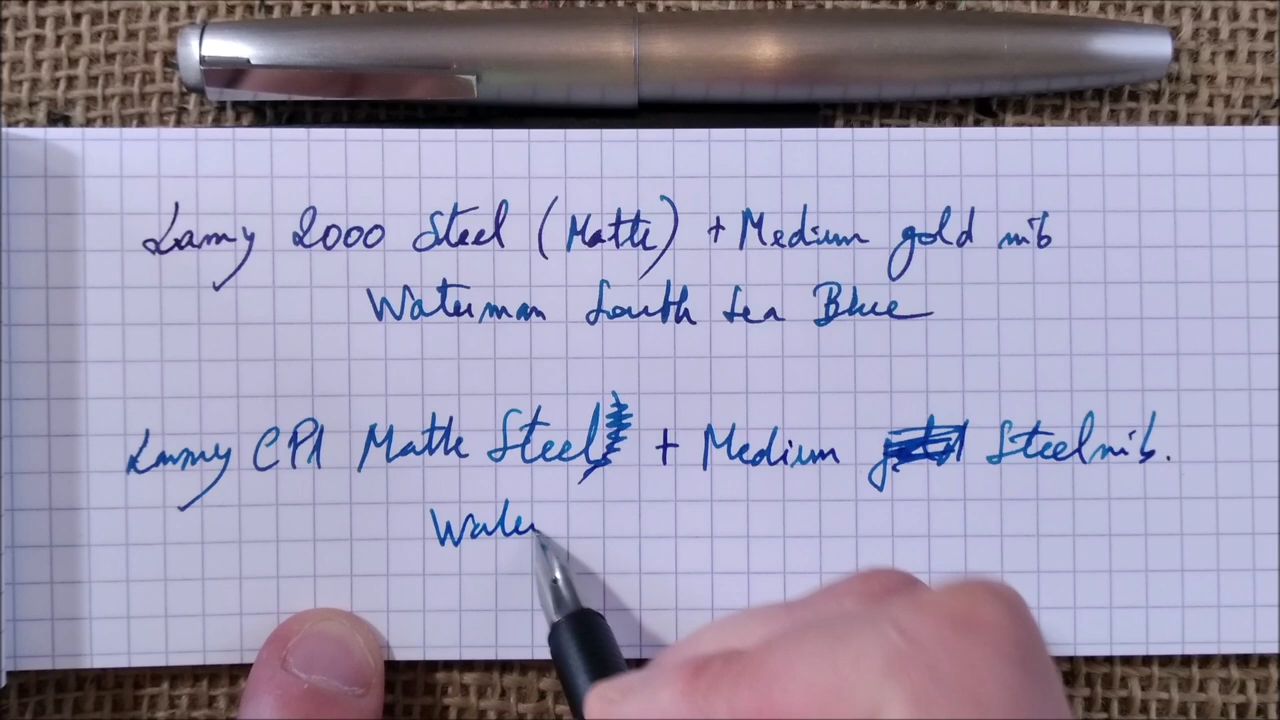 Lamy 2000 Steel (Matte) + Medium gold nib
Waterman South Sea Blue
Lamy CP1 Matte Steel + Medium Steel nib.
Wate